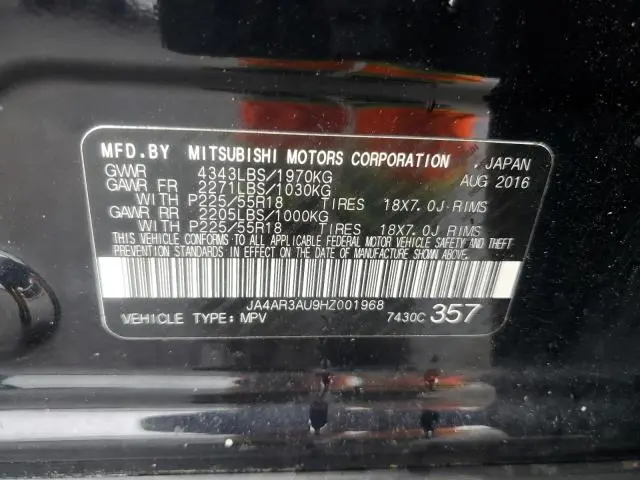 MFD.BY MITSUBISHI MOTORS CORPORATION , JAPAN
GVWR 4343LBS/1970KG AUG 2016
GAWR FR 2271LBS/1030KG
WITH P225/55R18 TIRES 18X7.0J-RIMS
GAWR RR 2205LBS/1000KG
WITH P225/55R18 TIRES 18X7.0J-RIMS
THIS VEHICLE CONFORMS TO ALL APPLICABLE FEDERAL MOTOR VEHICLE SAFETY AND THEFT
PREVENTION STANDARDS IN EFFECT ON THE DATE OF MANUFACTURE SHOWN ABOVE.
JA4AR3AU9HZ001968
VEHICLE TYPE: MPV 7430C 357